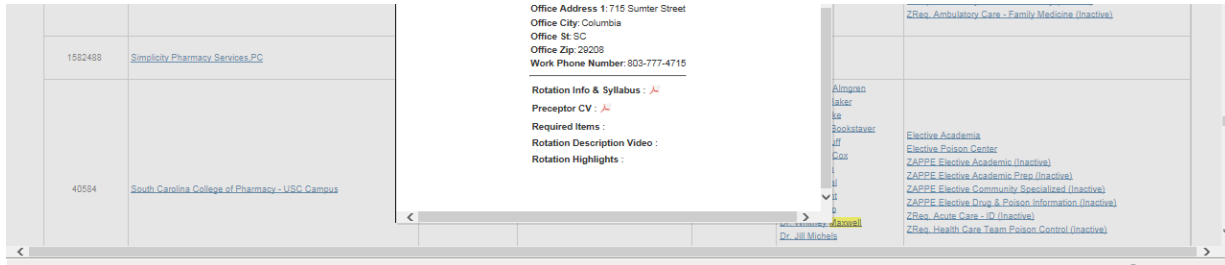 Office Address 1: 715 Sumter Street
Office City: Columbia
Office St: SC
Office Zip: 29208
Work Phone Number: 803-777-4715
Rotation Info & Syllabus :
Preceptor CV :
Required Items :
Rotation Description Video :
Rotation Highlights :
ZReq. Ambulatory Care - Family Medicine (Inactive)
1582488
Simplicity Pharmacy Services,PC
40584
South Carolina College of Pharmacy - USC Campus
Almgren
Bookstaver
Cox
Dr. Whitney Maxwell
Dr. Jill Michels
Elective Academia
Elective Poison Center
ZAPPE Elective Academic (Inactive)
ZAPPE Elective Academic Prep (Inactive)
ZAPPE Elective Community Specialized (Inactive)
ZAPPE Elective Drug & Poison Information (Inactive)
ZReq. Acute Care - ID (Inactive)
ZReq. Health Care Team Poison Control (Inactive)